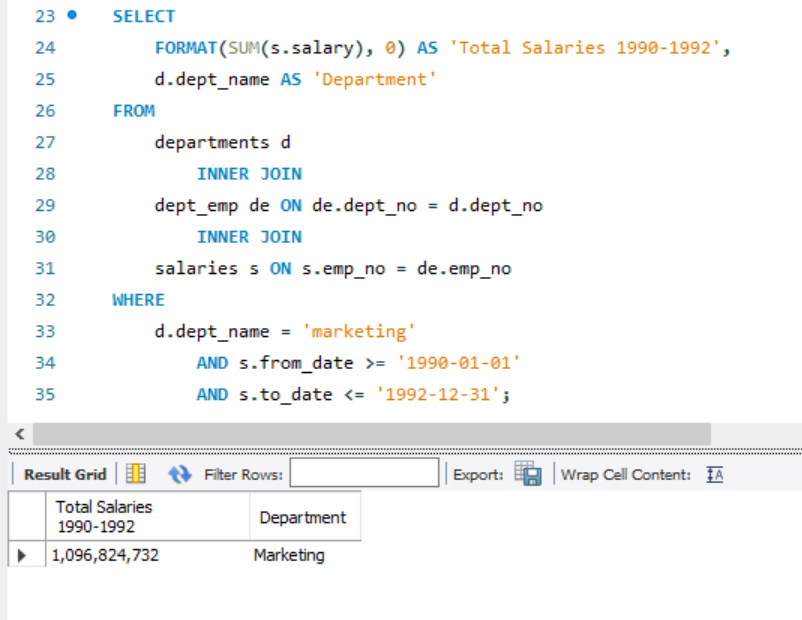 23 SELECT
24 FORMAT(SUM(s.salary), 0) AS 'Total Salaries 1990-1992',
25 d.dept_name AS 'Department'
26 FROM
27 departments d
28 INNER JOIN
29 dept_emp de ON de.dept_no = d.dept_no
30 INNER JOIN
31 salaries s ON s.emp_no = de.emp_no
32 WHERE
33 d.dept_name = 'marketing'
34 AND s.from_date >= '1990-01-01'
35 AND s.to_date <= '1992-12-31';
Result Grid Filter Rows: Export: Wrap Cell Content: IA
Total Salaries
1990-1992 Department
1,096,824,732 Marketing